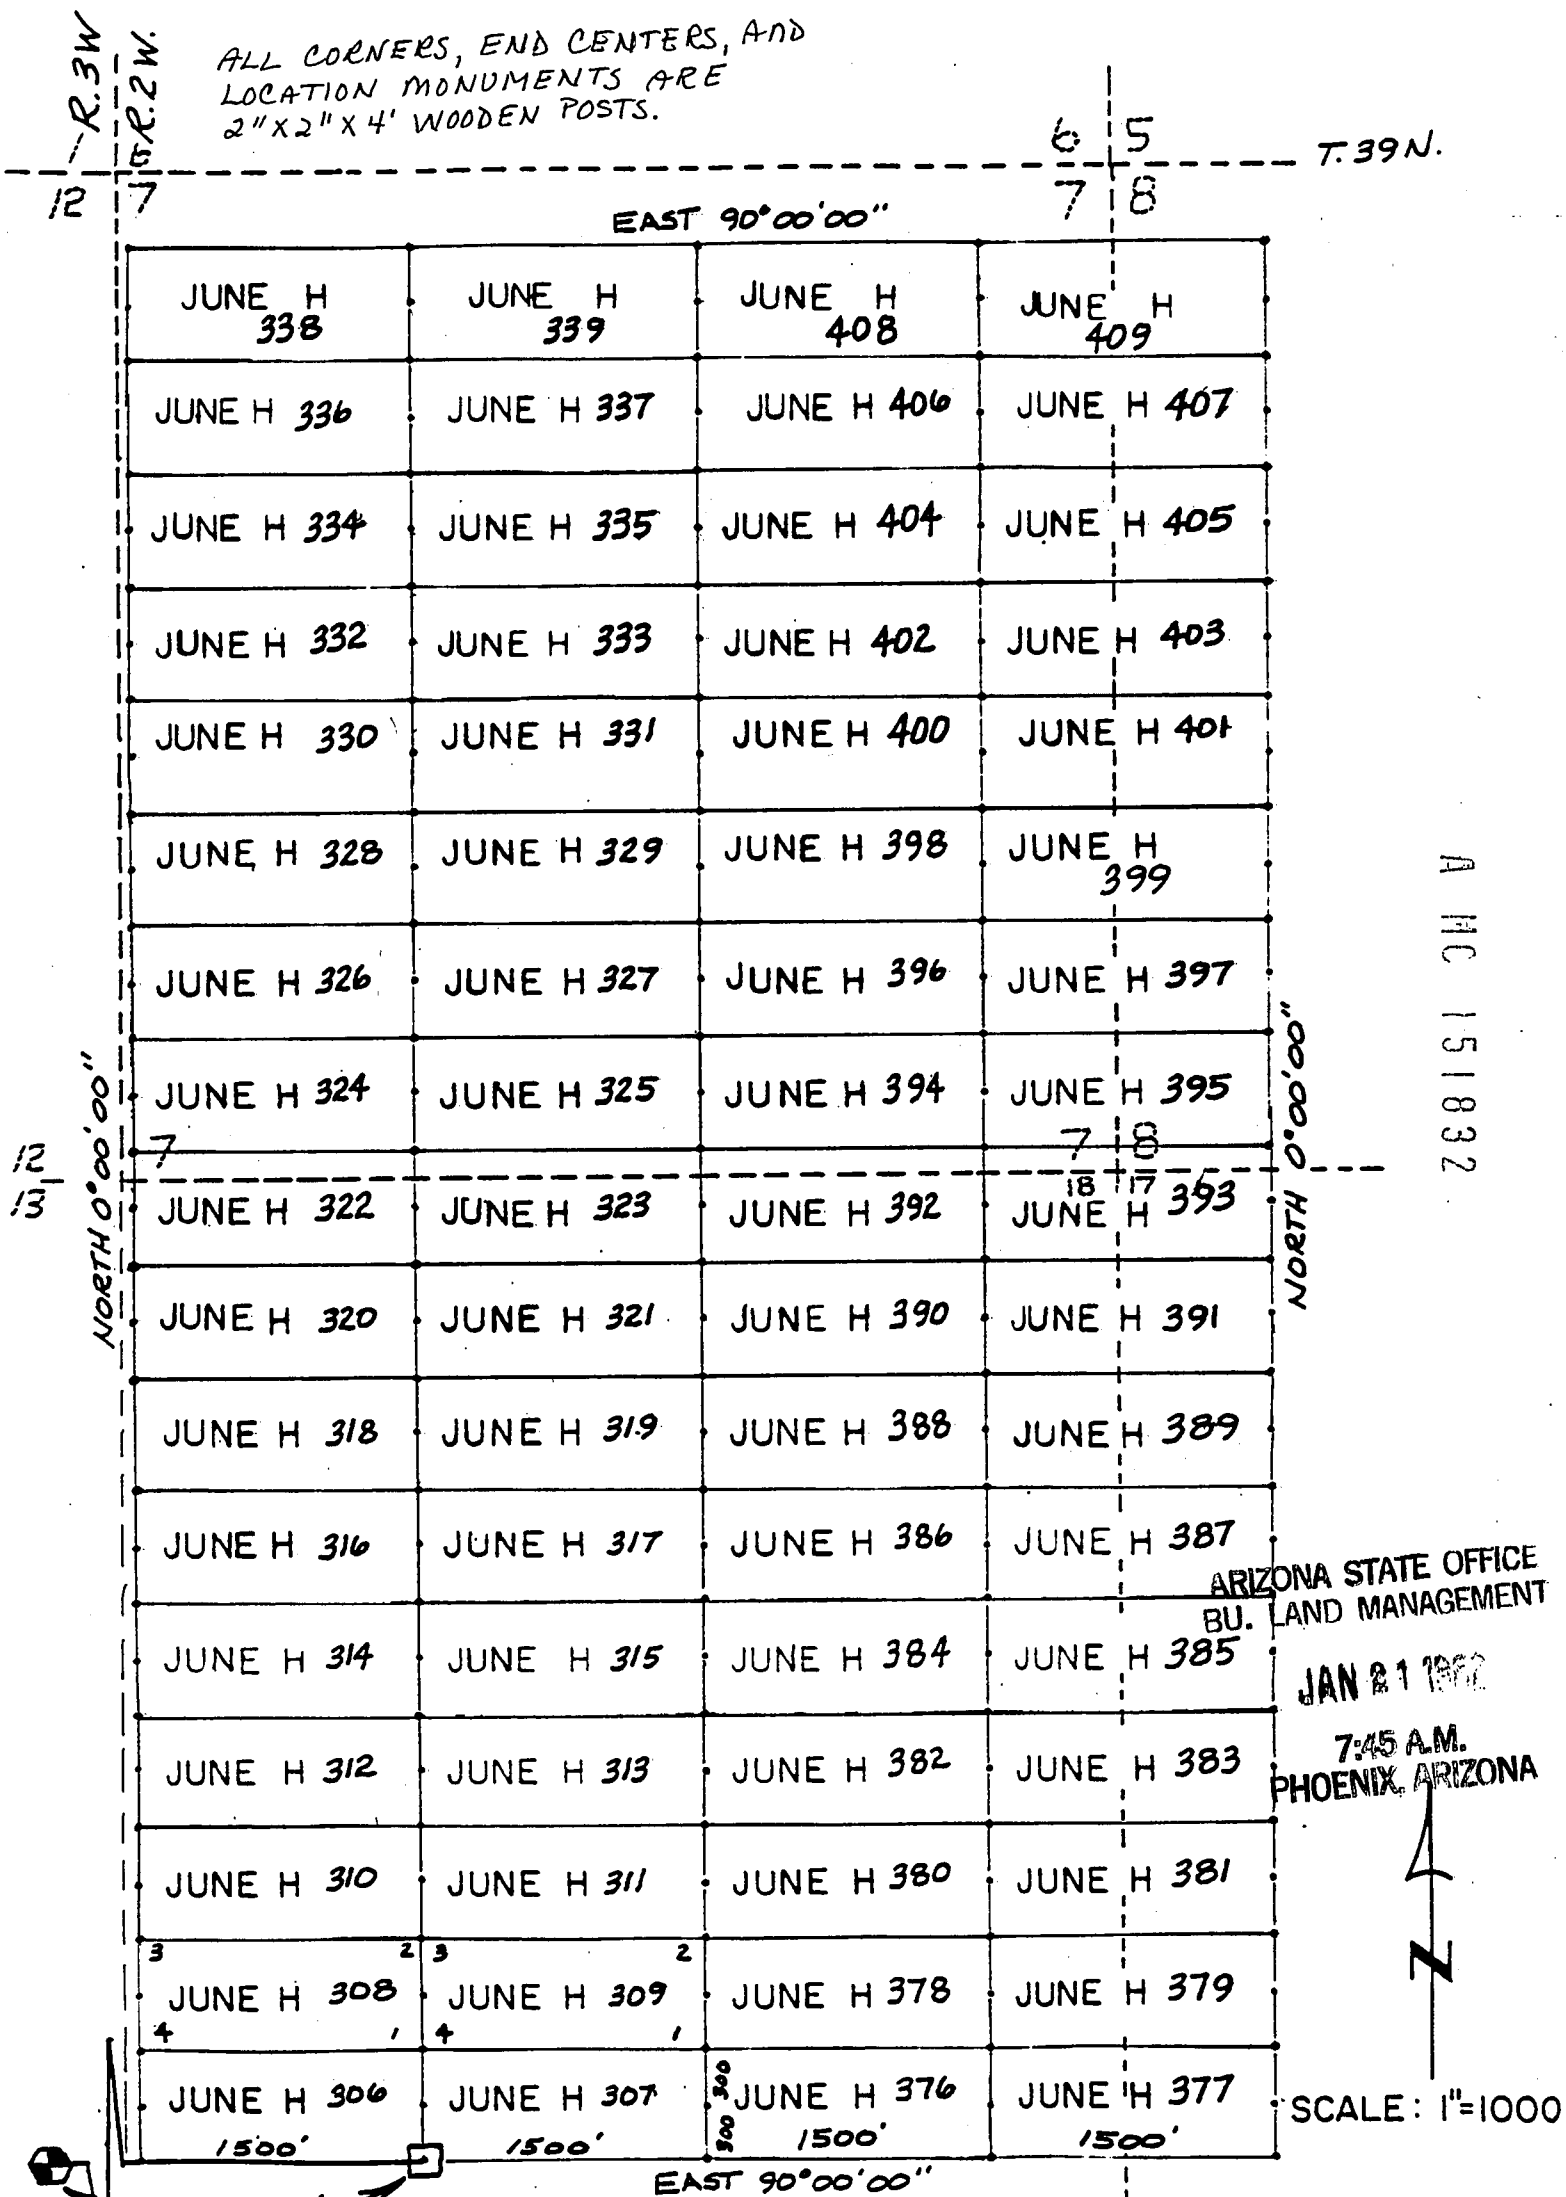 R.3W
R.2W.
ALL CORNERS, END CENTERS, AND
LOCATION MONUMENTS ARE
2"X2"X4' WOODEN POSTS.
6 6 5
T.39N.
12 7 7 8
EAST 90°00'00"
JUNE H 338 JUNE H 339 JUNE H 408 JUNE H 409
JUNE H 336 JUNE H 337 JUNE H 406 JUNE H 407
JUNE H 334 JUNE H 335 JUNE H 404 JUNE H 405
JUNE H 332 JUNE H 333 JUNE H 402 JUNE H 403
JUNE H 330 JUNE H 331 JUNE H 400 JUNE H 401
JUNE H 328 JUNE H 329 JUNE H 398 JUNE H 399
JUNE H 326 JUNE H 327 JUNE H 396 JUNE H 397
JUNE H 324 JUNE H 325 JUNE H 394 JUNE H 395
12 7 7 8
13 18 17
JUNE H 322 JUNE H 323 JUNE H 392 JUNE H 393
JUNE H 320 JUNE H 321 JUNE H 390 JUNE H 391
JUNE H 318 JUNE H 319 JUNE H 388 JUNE H 389
JUNE H 316 JUNE H 317 JUNE H 386 JUNE H 387
JUNE H 314 JUNE H 315 JUNE H 384 JUNE H 385
JUNE H 312 JUNE H 313 JUNE H 382 JUNE H 383
JUNE H 310 JUNE H 311 JUNE H 380 JUNE H 381
3 2 3 2
JUNE H 308 JUNE H 309 JUNE H 378 JUNE H 379
4 1 4 1
JUNE H 306 JUNE H 307 JUNE H 376 JUNE H 377
300 300
1500' 1500' 1500' 1500'
EAST 90°00'00"
NORTH 0°00'00"
NORTH 0°00'00"
A MC 151832
ARIZONA STATE OFFICE
BU. LAND MANAGEMENT
JAN 21 1982
7:45 A.M.
PHOENIX, ARIZONA
N
SCALE: 1"=1000